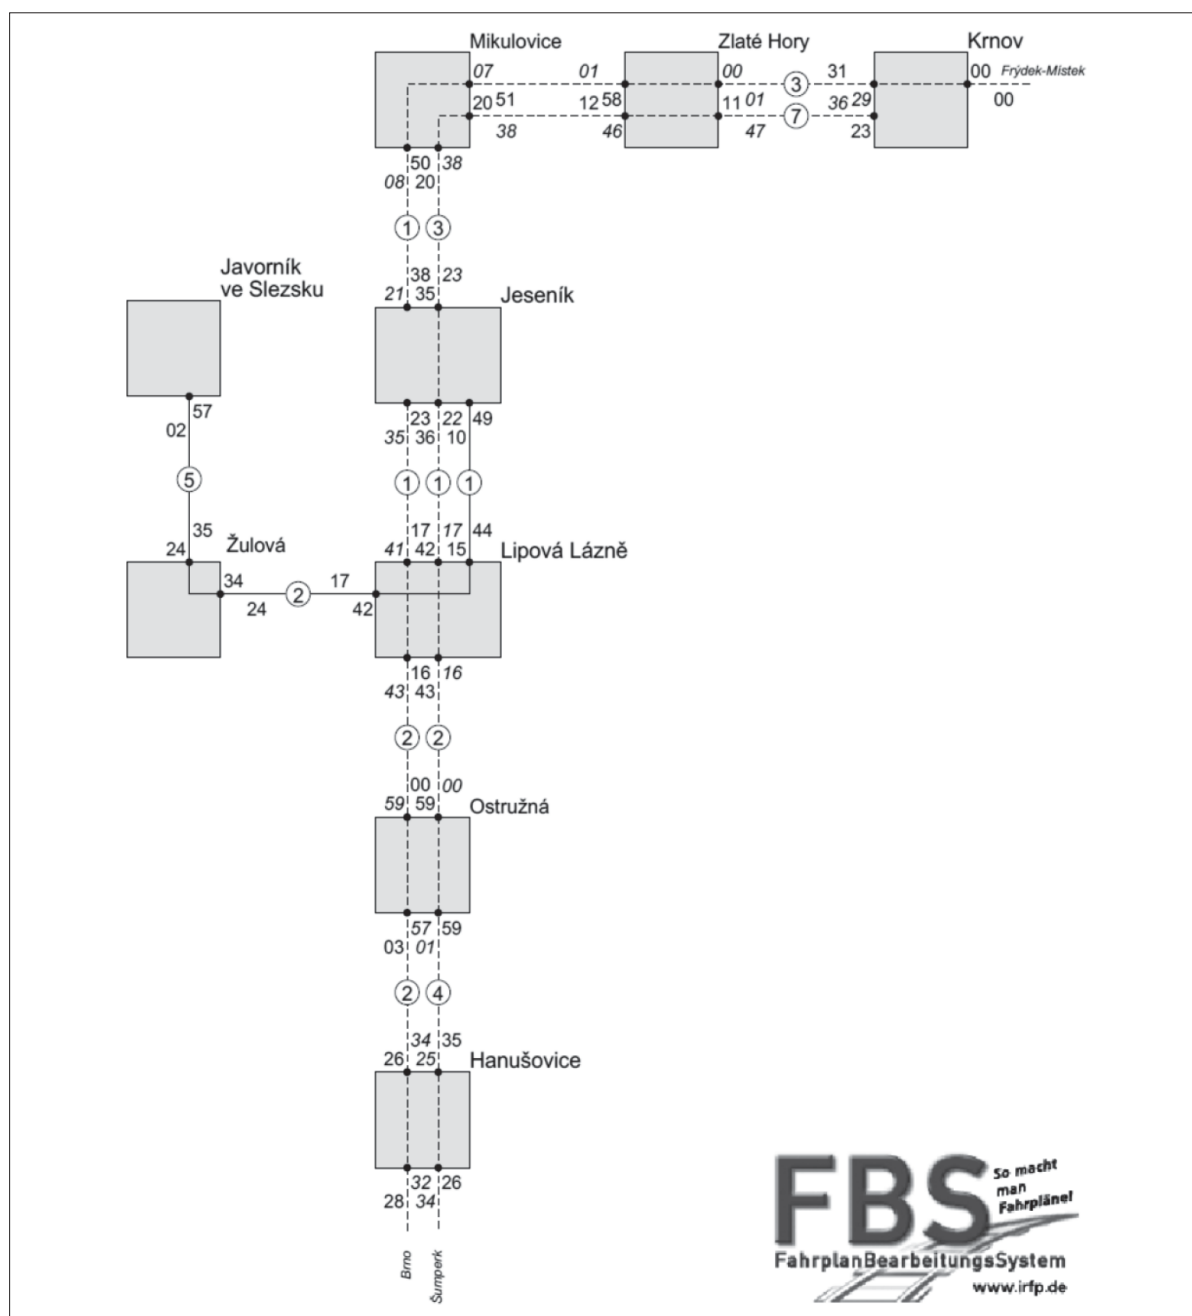 Mikulovice
Zlaté Hory
Krnov
07
01
00
3
31
00 Frýdek-Místek
20 51
12 58
11 01
36 29
00
38
46
47
7
23
50 38
08 20
1
3
38 23
21 35
Javorník
ve Slezsku
Jeseník
57
02
23 22 49
35 36 10
5
1
1
1
35
24
Žulová
17 17 44
41 42 15
Lipová Lázně
34
2
17
24
42
16 16
43 43
2
2
00 00
59 59
Ostružná
57 59
03 01
2
4
34 35
26 25
Hanušovice
32 26
28 34
Brno
Šumperk
FBS
So macht
man
Fahrpläne!
FahrplanBearbeitungsSystem
www.irfp.de